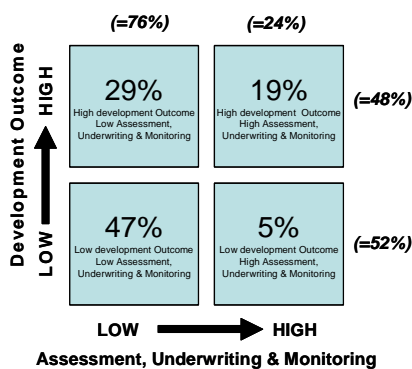 (=76%)
(=24%)
Development Outcome
LOW
HIGH
29%
High development Outcome
Low Assessment,
Underwriting & Monitoring
19%
High development Outcome
High Assessment,
Underwriting & Monitoring
(=48%)
47%
Low development Outcome
Low Assessment,
Underwriting & Monitoring
5%
Low development Outcome
High Assessment,
Underwriting & Monitoring
(=52%)
LOW
HIGH
Assessment, Underwriting & Monitoring